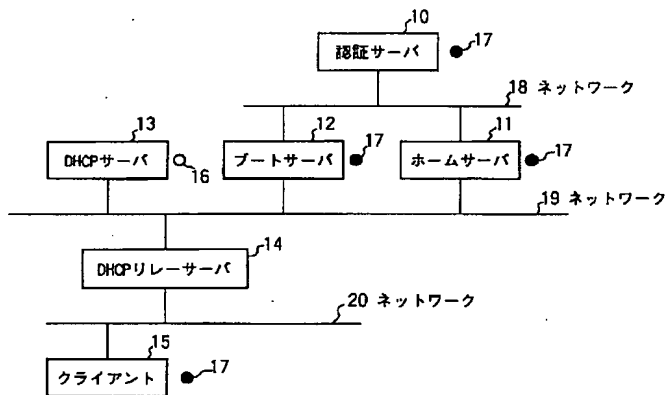 10
認証サーバ
17
18 ネットワーク
13
12
11
DHCPサーバ
16
ブートサーバ
17
ホームサーバ
17
19 ネットワーク
14
DHCPリレーサーバ
20 ネットワーク
15
クライアント
17